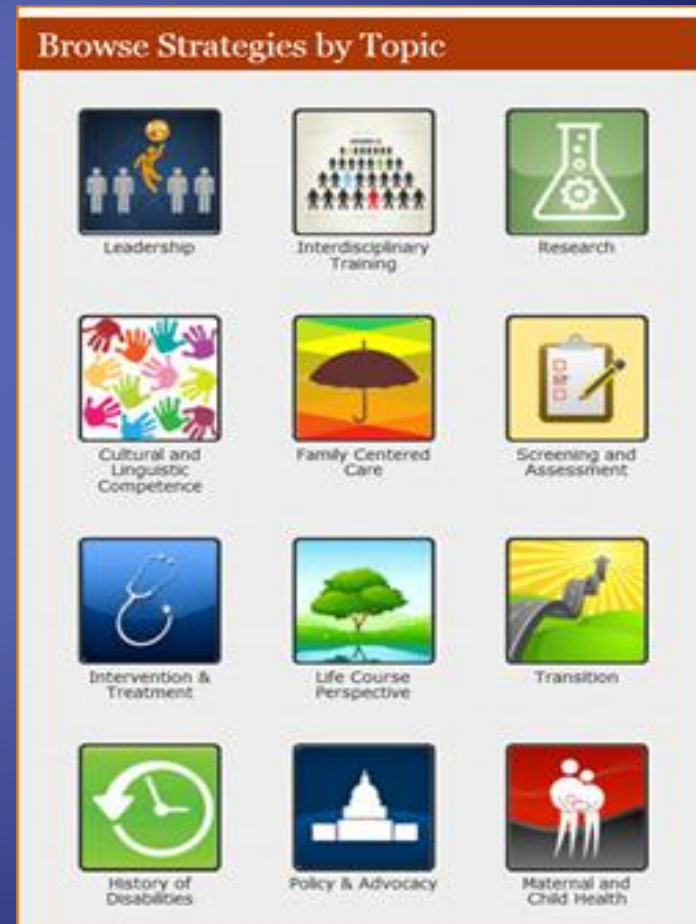 Browse Strategies by Topic
Leadership
Interdisciplinary
Training
Research
Cultural and
Linguistic
Competence
Family Centered
Care
Screening and
Assessment
Intervention &
Treatment
Life Course
Perspective
Transition
History of
Disabilities
Policy & Advocacy
Maternal and
Child Health